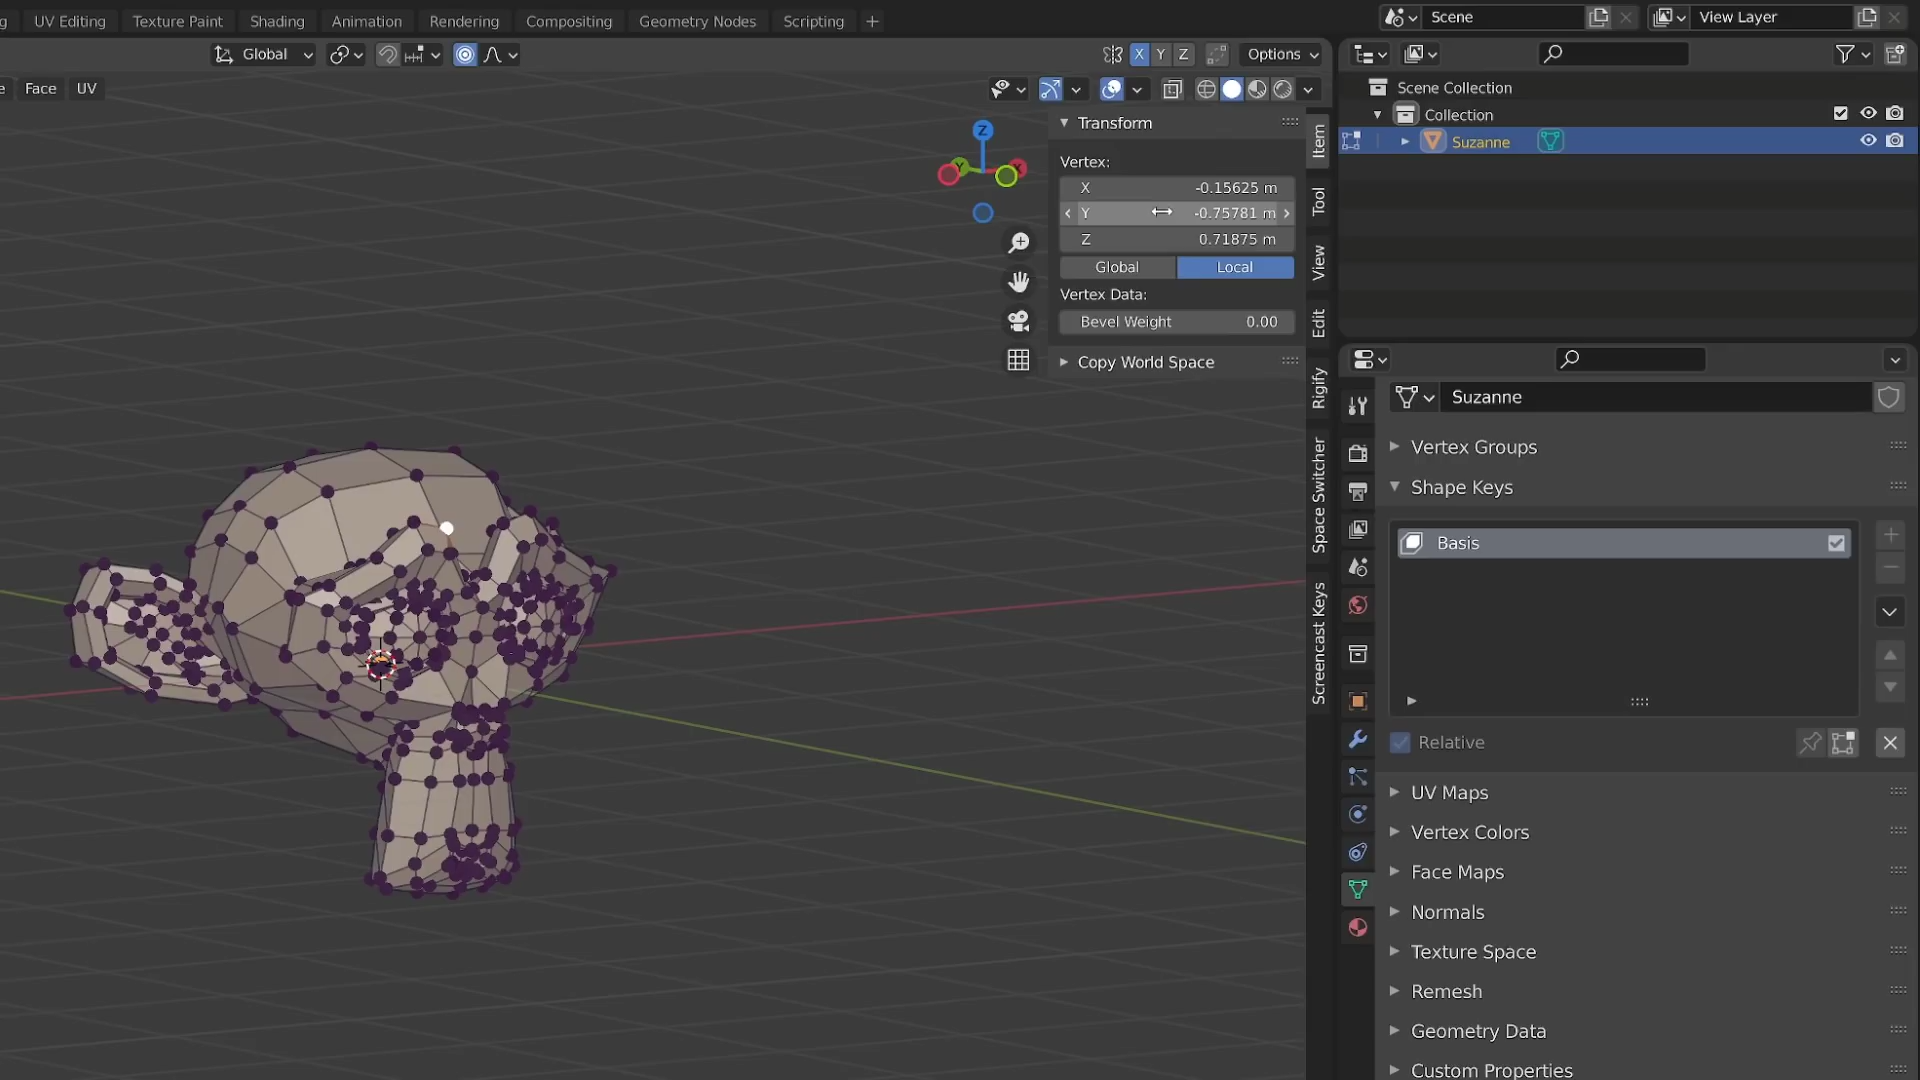 UV Editing Texture Paint Shading Animation Rendering Compositing Geometry Nodes Scripting +
Scene
View Layer
Global
X Y Z
Options
e Face UV
Scene Collection
Collection
Suzanne
Z
Y
X
Transform
Vertex:
X -0.15625 m
Y -0.75781 m
Z 0.71875 m
Global Local
Vertex Data:
Bevel Weight 0.00
Copy World Space
Item
Tool
View
Edit
Rigify
Space Switcher
Screencast Keys
Suzanne
Vertex Groups
Shape Keys
Basis
Relative
UV Maps
Vertex Colors
Face Maps
Normals
Texture Space
Remesh
Geometry Data
Custom Properties